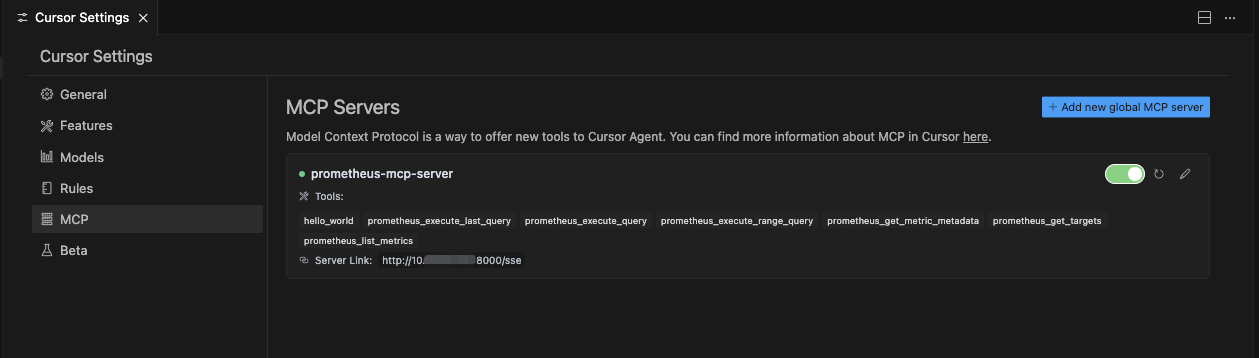 Cursor Settings
Cursor Settings
General
Features
Models
Rules
MCP
Beta
MCP Servers
+ Add new global MCP server
Model Context Protocol is a way to offer new tools to Cursor Agent. You can find more information about MCP in Cursor here.
prometheus-mcp-server
Tools:
hello_world prometheus_execute_last_query prometheus_execute_query prometheus_execute_range_query prometheus_get_metric_metadata prometheus_get_targets
prometheus_list_metrics
Server Link: http://10. 8000/sse